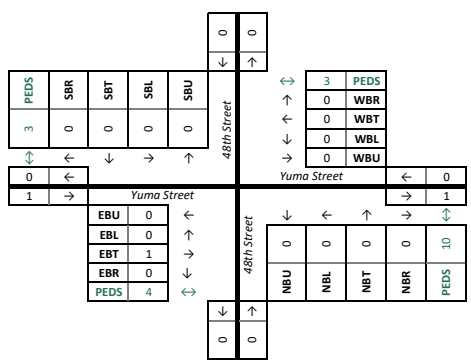 0 0
↓ ↑
PEDS SBR SBT SBL SBU
3 0 0 0 0
↕ ← ↓ → ↑
48th Street
↔ 3 PEDS
↑ 0 WBR
← 0 WBT
↓ 0 WBL
→ 0 WBU
0 ←
1 →
Yuma Street
Yuma Street
← 0
→ 1
EBU 0 ←
EBL 0 ↑
EBT 1 →
EBR 0 ↓
PEDS 4 ↔
48th Street
↓ ← ↑ → ↕
0 0 0 0 10
NBU NBL NBT NBR PEDS
↓ ↑
0 0